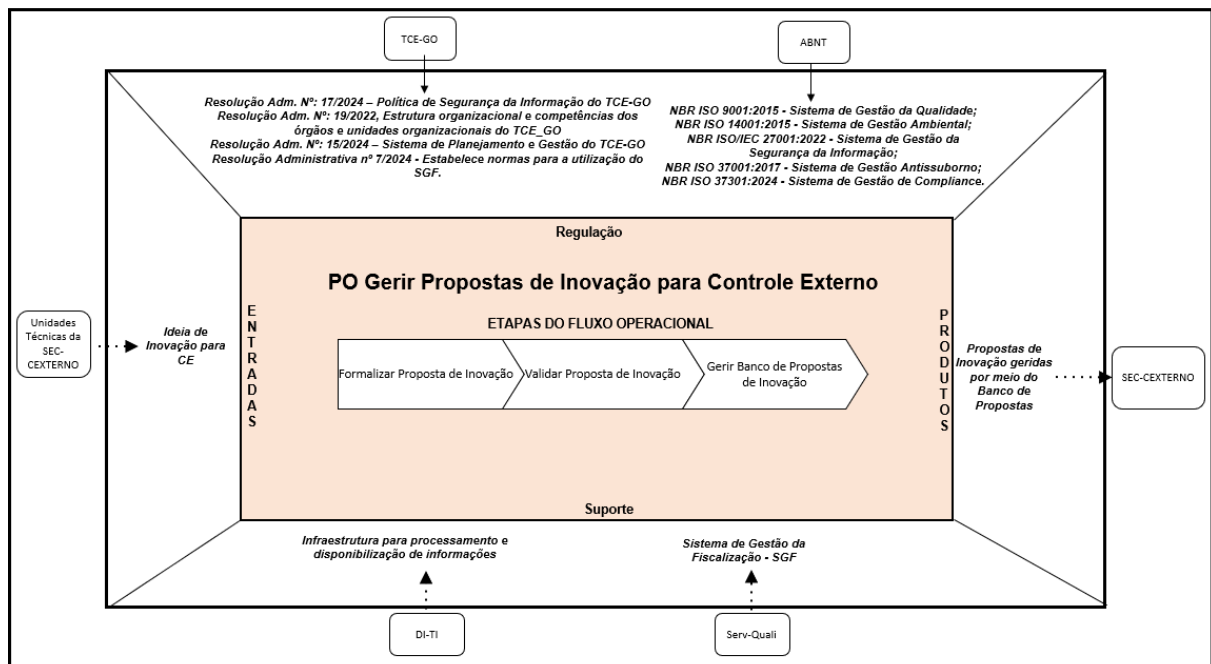 TCE-GO
ABNT
Resolução Adm. Nº: 17/2024 – Política de Segurança da Informação do TCE-GO
Resolução Adm. Nº: 19/2022, Estrutura organizacional e competências dos
órgãos e unidades organizacionais do TCE_GO
Resolução Adm. Nº: 15/2024 – Sistema de Planejamento e Gestão do TCE-GO
Resolução Administrativa nº 7/2024 - Estabelece normas para a utilização do
SGF.
NBR ISO 9001:2015 - Sistema de Gestão da Qualidade;
NBR ISO 14001:2015 - Sistema de Gestão Ambiental;
NBR ISO/IEC 27001:2022 - Sistema de Gestão da
Segurança da Informação;
NBR ISO 37001:2017 - Sistema de Gestão Antissuborno;
NBR ISO 37301:2024 - Sistema de Gestão de Compliance.
Regulação
PO Gerir Propostas de Inovação para Controle Externo
ETAPAS DO FLUXO OPERACIONAL
Unidades
Técnicas da
SEC-
CEXTERNO
Ideia de
Inovação para
CE
ENTRADAS
Formalizar Proposta de Inovação
Validar Proposta de Inovação
Gerir Banco de Propostas
de Inovação
PRODUTOS
Propostas de
Inovação geridas
por meio do
Banco de
Propostas
SEC-CEXTERNO
Suporte
Infraestrutura para processamento e
disponibilização de informações
Sistema de Gestão da
Fiscalização - SGF
DI-TI
Serv-Quali